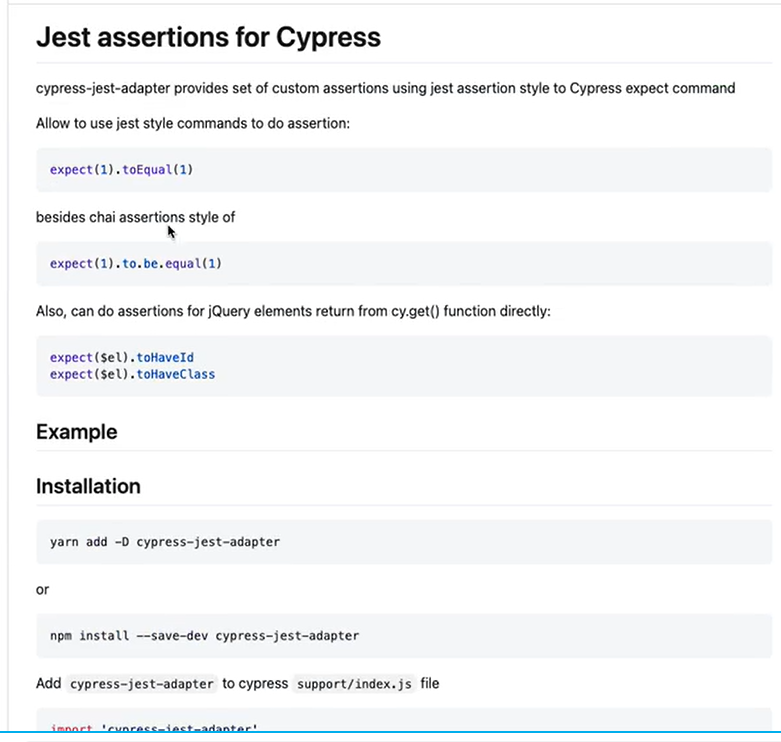 Jest assertions for Cypress
cypress-jest-adapter provides set of custom assertions using jest assertion style to Cypress expect command
Allow to use jest style commands to do assertion:
expect(1).toEqual(1)
besides chai assertions style of
expect(1).to.be.equal(1)
Also, can do assertions for jQuery elements return from cy.get() function directly:
expect($el).toHaveId
expect($el).toHaveClass
Example
Installation
yarn add -D cypress-jest-adapter
or
npm install --save-dev cypress-jest-adapter
Add cypress-jest-adapter to cypress support/index.js file
import 'cypress-jest-adapter'